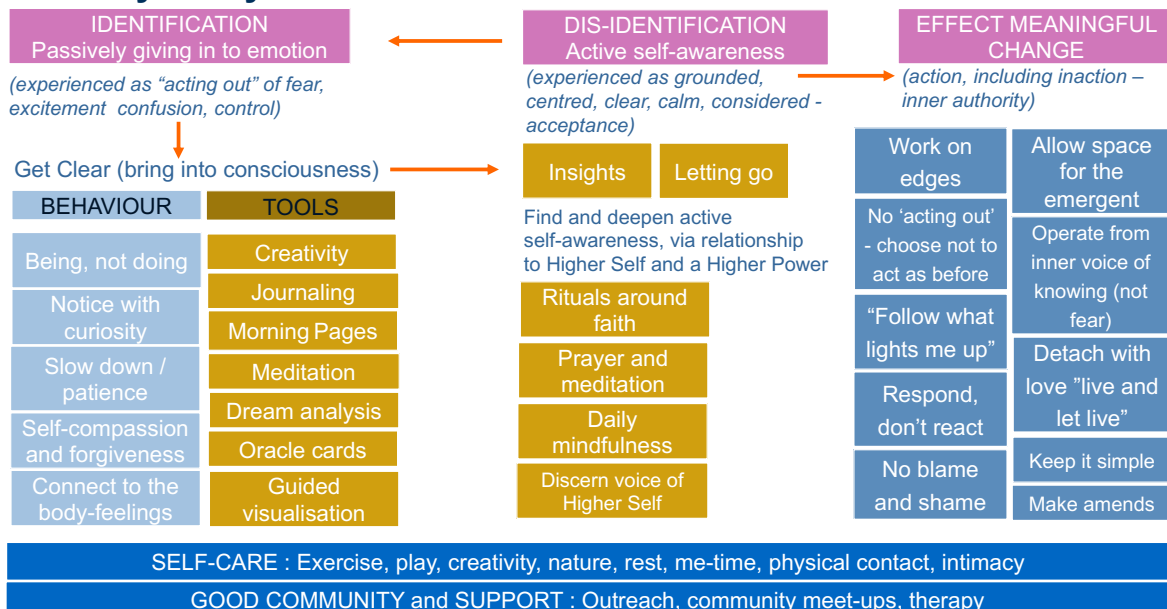 IDENTIFICATION
Passively giving in to emotion
(experienced as “acting out” of fear,
excitement confusion, control)
Get Clear (bring into consciousness)
BEHAVIOUR
Being, not doing
Notice with
curiosity
Slow down /
patience
Self-compassion
and forgiveness
Connect to the
body-feelings
TOOLS
Creativity
Journaling
Morning Pages
Meditation
Dream analysis
Oracle cards
Guided
visualisation
DIS-IDENTIFICATION
Active self-awareness
(experienced as grounded,
centred, clear, calm, considered -
acceptance)
Insights
Letting go
Find and deepen active
self-awareness, via relationship
to Higher Self and a Higher Power
Rituals around
faith
Prayer and
meditation
Daily
mindfulness
Discern voice of
Higher Self
EFFECT MEANINGFUL
CHANGE
(action, including inaction –
inner authority)
Work on
edges
No ‘acting out’
- choose not to
act as before
“Follow what
lights me up”
Respond,
don’t react
No blame
and shame
Allow space
for the
emergent
Operate from
inner voice of
knowing (not
fear)
Detach with
love ”live and
let live”
Keep it simple
Make amends
SELF-CARE : Exercise, play, creativity, nature, rest, me-time, physical contact, intimacy
GOOD COMMUNITY and SUPPORT : Outreach, community meet-ups, therapy